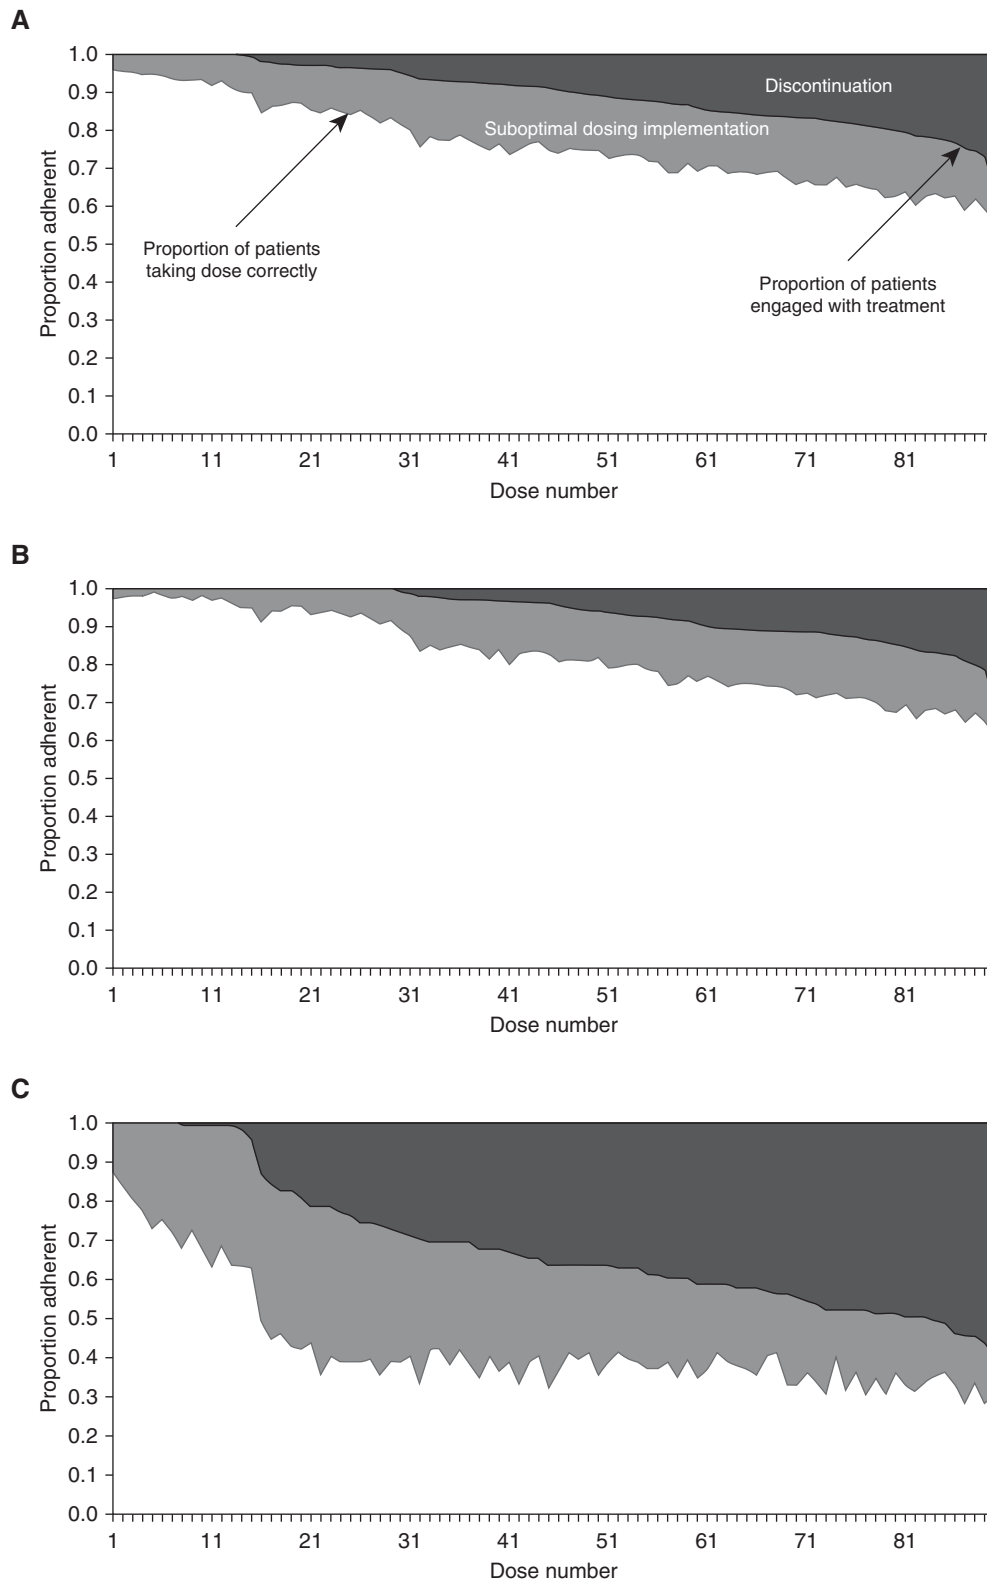 A
1.0
0.9
0.8
0.7
0.6
0.5
0.4
0.3
0.2
0.1
0.0
Proportion adherent
Discontinuation
Suboptimal dosing implementation
Proportion of patients
taking dose correctly
Proportion of patients
engaged with treatment
1 11 21 31 41 51 61 71 81
Dose number
B
1.0
0.9
0.8
0.7
0.6
0.5
0.4
0.3
0.2
0.1
0.0
Proportion adherent
1 11 21 31 41 51 61 71 81
Dose number
C
1.0
0.9
0.8
0.7
0.6
0.5
0.4
0.3
0.2
0.1
0.0
Proportion adherent
1 11 21 31 41 51 61 71 81
Dose number